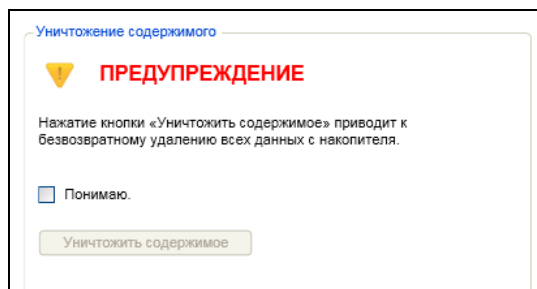 Уничтожение содержимого
ПРЕДУПРЕЖДЕНИЕ
Нажатие кнопки «Уничтожить содержимое» приводит к
безвозвратному удалению всех данных с накопителя.
Понимаю.
Уничтожить содержимое